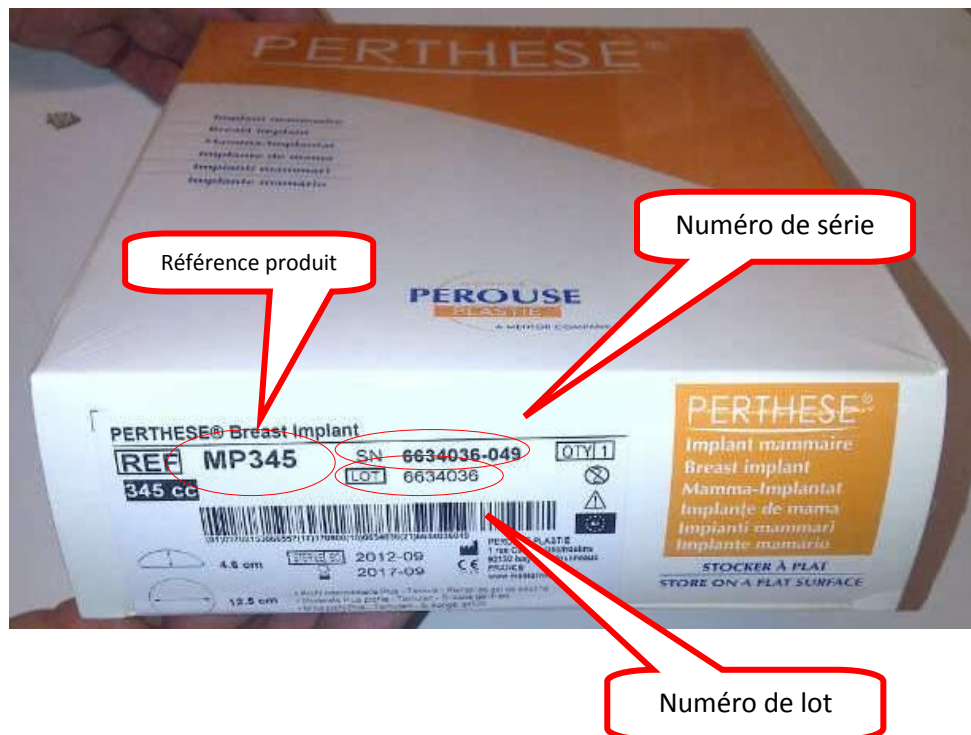 PERTHESE®
Implant mammaire
Breast implant
Mamma-Implantat
Implante de mama
Impianti mammari
Implante mamário
Numéro de série
Référence produit
PEROUSE
PLASTIE
A MENTOR COMPANY
PERTHESE® Breast Implant
REF MP345 SN 6634036-049 QTY 1
LOT 6634036
345 cc
4.6 cm
2012-09
2017-09
PEROUSE PLASTIE
FRANCE
12.5 cm
PERTHESE®
Implant mammaire
Breast implant
Mamma-Implantat
Implante de mama
Impianti mammari
Implante mamário
STOCKER À PLAT
STORE ON A FLAT SURFACE
Numéro de lot